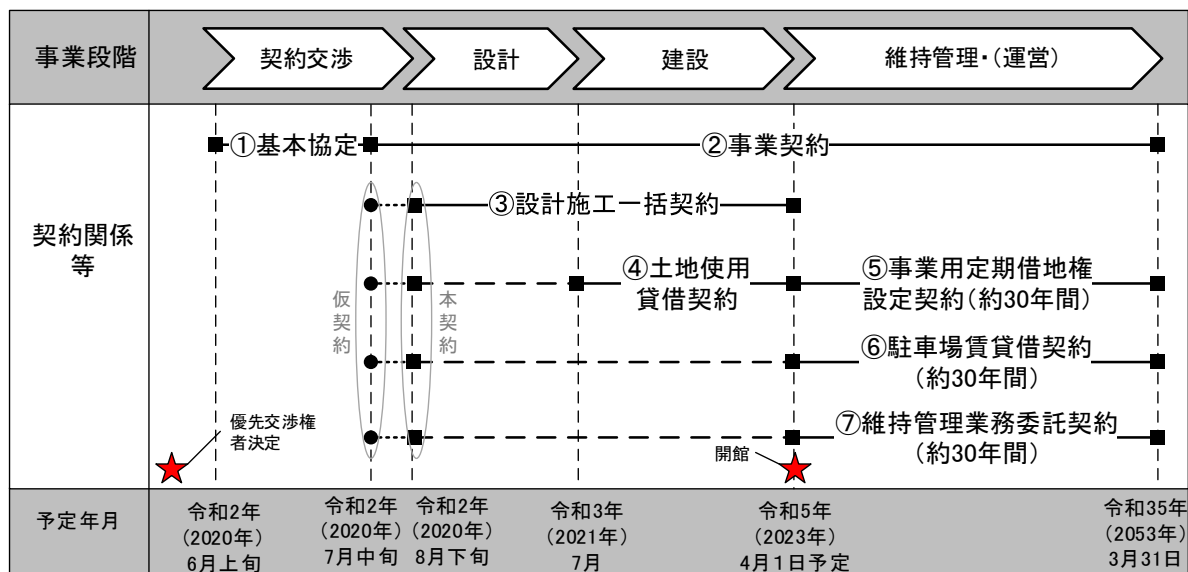 事業段階
契約交渉
設計
建設
維持管理・(運営)
契約関係
等
①基本協定
②事業契約
③設計施工一括契約
④土地使用
貸借契約
⑤事業用定期借地権
設定契約(約30年間)
⑥駐車場賃貸借契約
(約30年間)
⑦維持管理業務委託契約
(約30年間)
仮契約
本契約
優先交渉権
者決定
開館
予定年月
令和2年
(2020年)
6月上旬
令和2年
(2020年)
7月中旬
令和2年
(2020年)
8月下旬
令和3年
(2021年)
7月
令和5年
(2023年)
4月1日予定
令和35年
(2053年)
3月31日